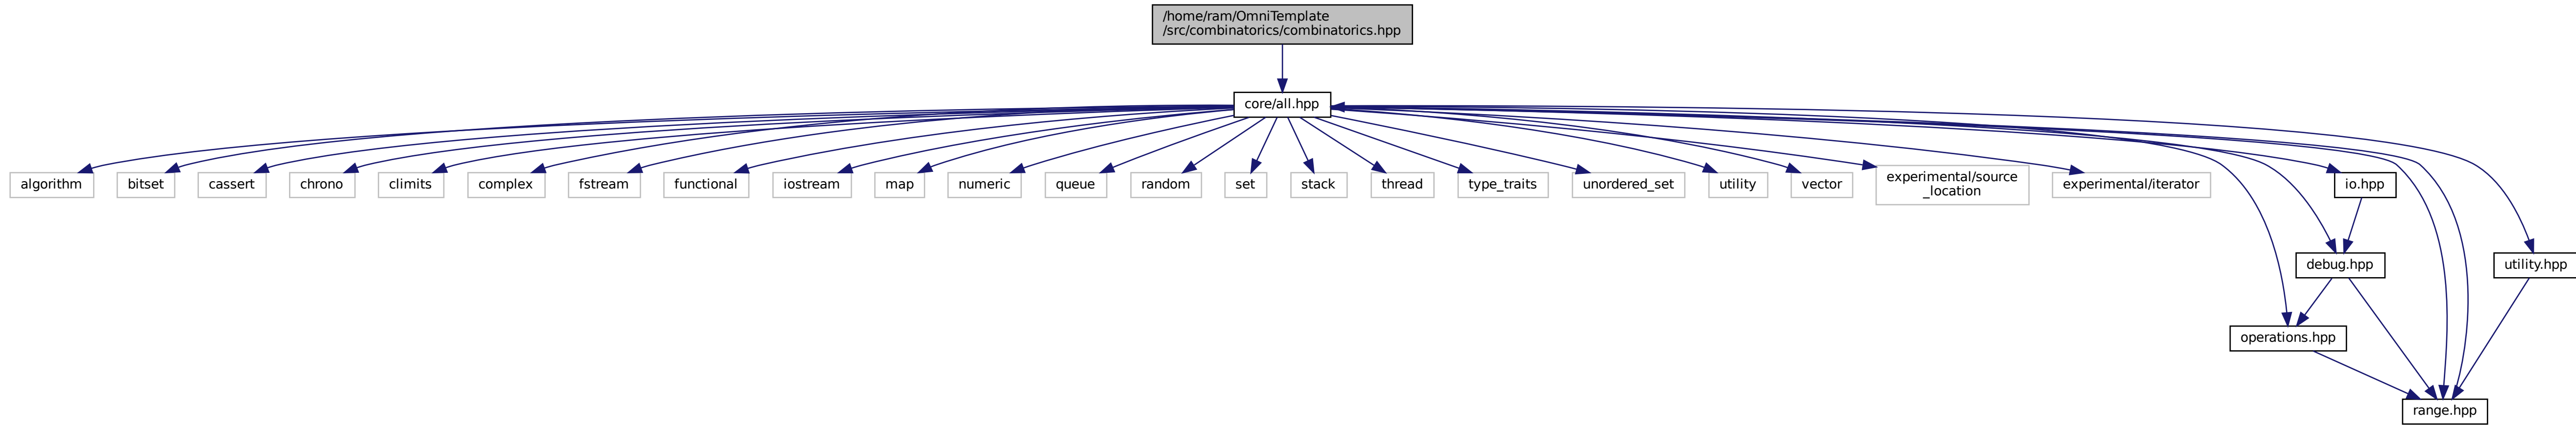 /home/ram/OmniTemplate
/src/combinatorics/combinatorics.hpp
core/all.hpp
algorithm
bitset
cassert
chrono
climits
complex
fstream
functional
iostream
map
numeric
queue
random
set
stack
thread
type_traits
unordered_set
utility
vector
experimental/source
_location
experimental/iterator
io.hpp
debug.hpp
utility.hpp
operations.hpp
range.hpp